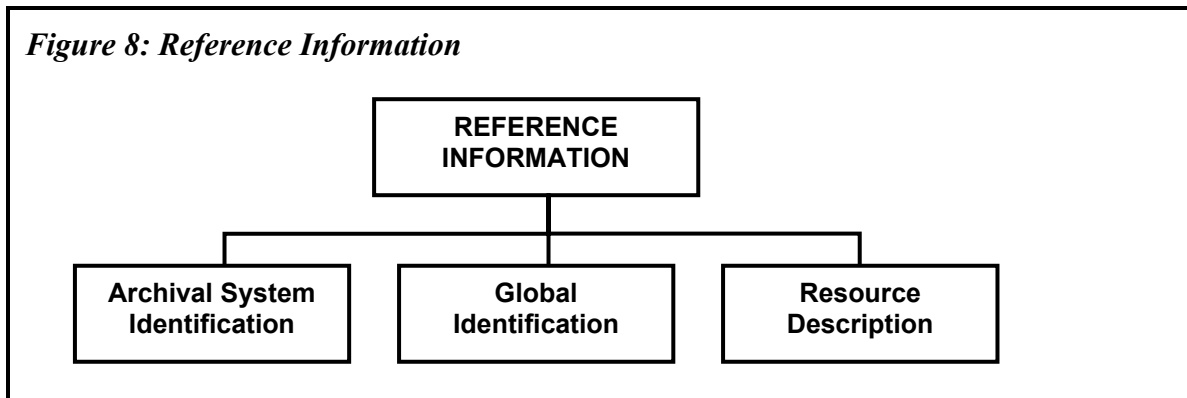 Figure 8: Reference Information
REFERENCE
INFORMATION
Archival System
Identification
Global
Identification
Resource
Description